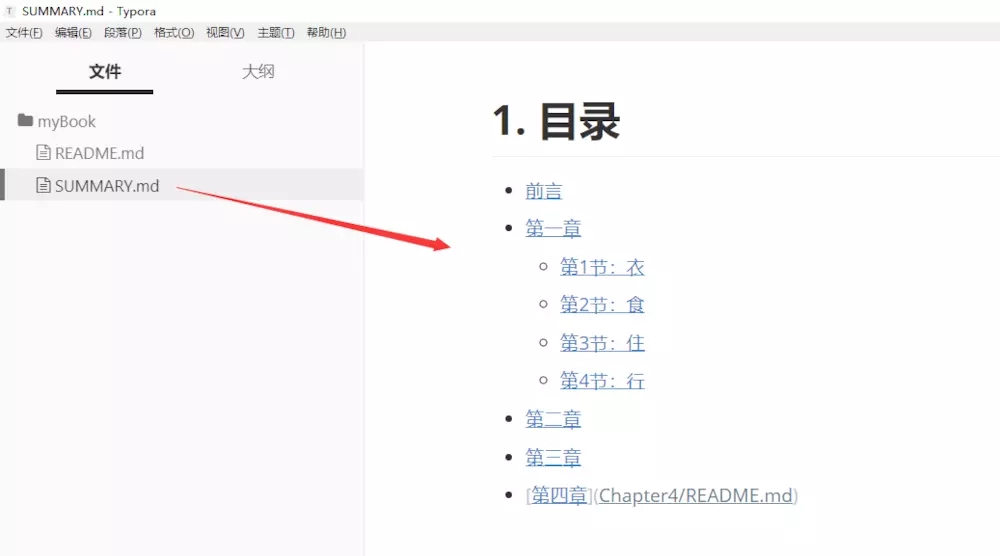 SUMMARY.md - Typora
文件(F) 编辑(E) 段落(P) 格式(O) 视图(V) 主题(T) 帮助(H)
文件 大纲
myBook
README.md
SUMMARY.md
1. 目录
前言
第一章
第1节：衣
第2节：食
第3节：住
第4节：行
第二章
第三章
[第四章](Chapter4/README.md)